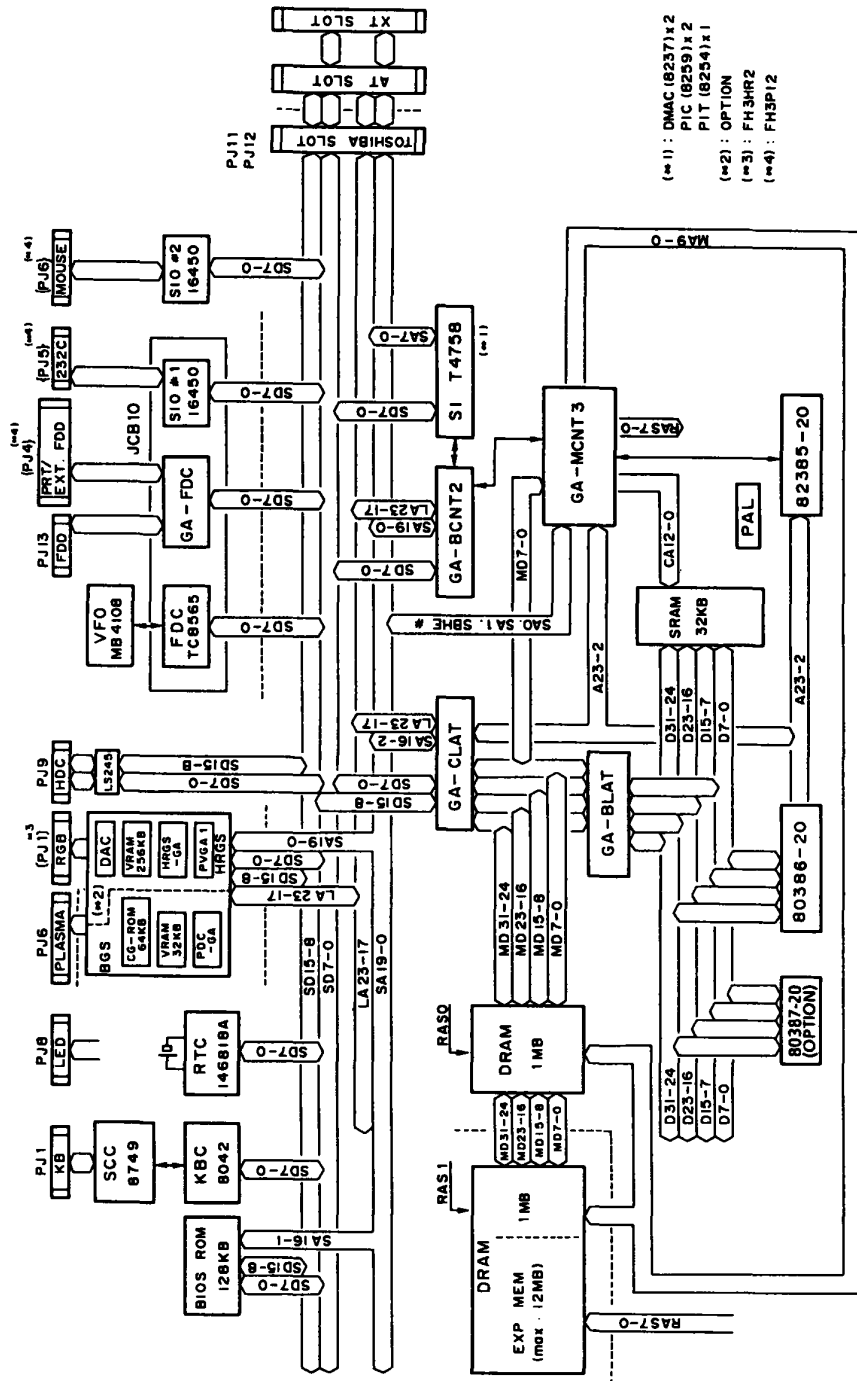 PJ1
KB
SCC
8749
KBC
8042
BIOS ROM
128KB
SD7-0
SD15-8
SA16-1
SD7-0
PJ8
LED
RTC
146818A
SD7-0
PJ6
PLASMA
(PJ1)
*3
RGB
BGS
(*2)
CG-ROM
64KB
VRAM
32KB
PDC
-GA
DAC
VRAM
256KB
HRGS
-GA
PVGA 1
HRGS
SA19-0
SD7-0
SD15-8
LA 23-17
PJ9
HDC
LS245
SD15-8
SD7-0
VFO
MB4108
FDC
TC8565
SD7-0
PJ13
FDD
(PJ4)
(*4)
PRT/
EXT. FDD
JCB10
GA-FDC
SD7-0
(PJ5)
(*4)
232C
SIO #1
16450
SD7-0
(PJ6)
(*4)
MOUSE
SIO #2
16450
SD7-0
PJ11
PJ12
TOSHIBA SLOT
AT SLOT
XT SLOT
SD15-8
SD7-0
LA23-17
SA19-0
SD15-8
SD7-0
SA16-2
LA23-17
GA-CLAT
SA0. SA1. SBHE #
SD7-0
SA19-0
LA23-17
GA-BCNT2
SD7-0
SA7-0
SI T4758
(*1)
(*1) : DMAC (8237) x 2
PIC (8259) x 2
PIT (8254) x 1
(*2) : OPTION
(*3) : FH3HR2
(*4) : FH3P12
MD7-0
GA-MCNT 3
MA9-0
RAS7-0
CA12-0
A23-2
PAL
82385-20
SRAM
32KB
A23-2
D31-24
D23-16
D15-7
D7-0
80386-20
80387-20
(OPTION)
D31-24
D23-16
D15-7
D7-0
GA-BLAT
MD31-24
MD23-16
MD15-8
MD7-0
RAS0
DRAM
1MB
MD31-24
MD23-16
MD15-8
MD7-0
RAS1
DRAM
1MB
EXP MEM
(max. 12MB)
RAS7-0